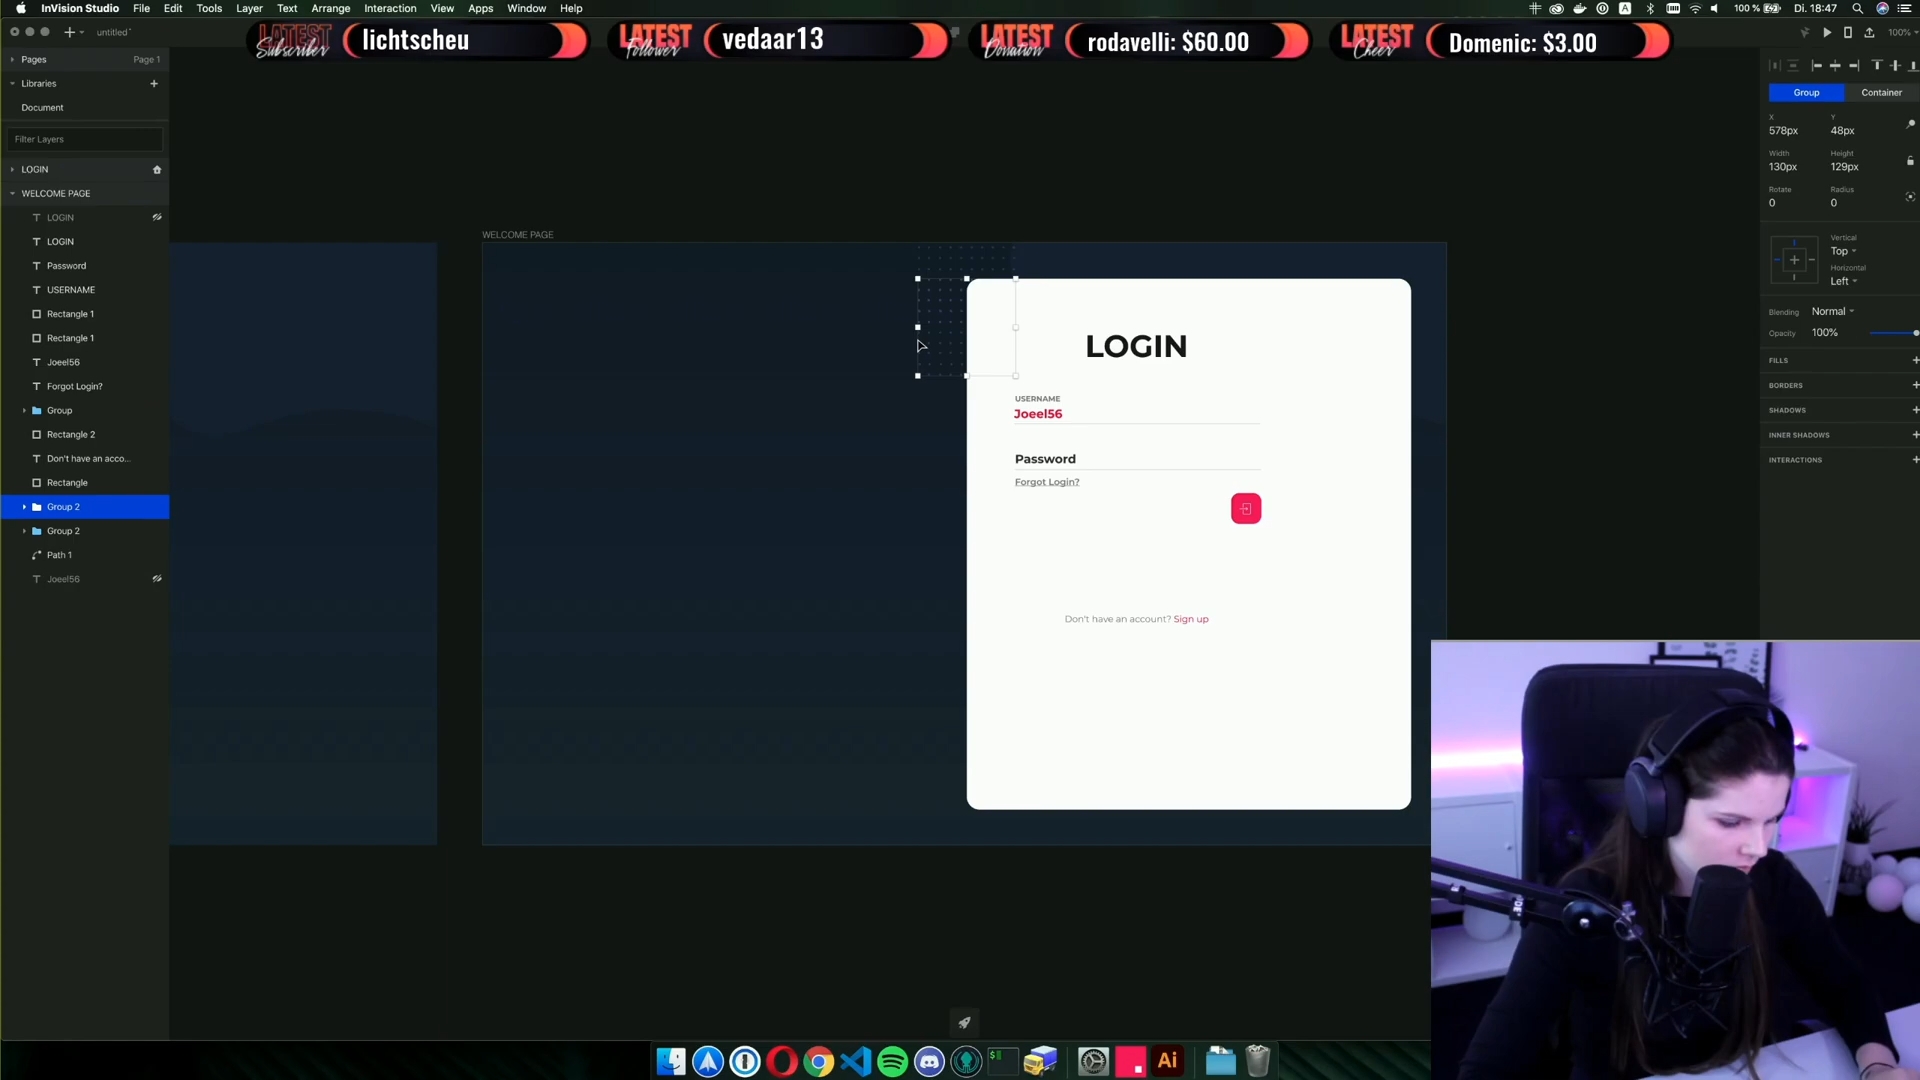 InVision Studio File Edit Tools Layer Text Arrange Interaction View Apps Window Help
100 % Di. 18:47
untitled
LATEST Subscriber lichtscheu
LATEST Follower vedaar13
LATEST Donation rodavelli: $60.00
LATEST Cheer Domenic: $3.00
100%
Pages Page 1
Libraries
Document
Filter Layers
LOGIN
WELCOME PAGE
LOGIN
LOGIN
Password
USERNAME
Rectangle 1
Rectangle 1
Joeel56
Forgot Login?
Group
Rectangle 2
Don't have an acco...
Rectangle
Group 2
Group 2
Path 1
Joeel56
WELCOME PAGE
LOGIN
USERNAME
Joeel56
Password
Forgot Login?
Don't have an account? Sign up
Group Container
X Y
578px 48px
Width Height
130px 129px
Rotate Radius
0 0
Vertical
Top
Horizontal
Left
Blending Normal
Opacity 100%
FILLS
BORDERS
SHADOWS
INNER SHADOWS
INTERACTIONS
Ai